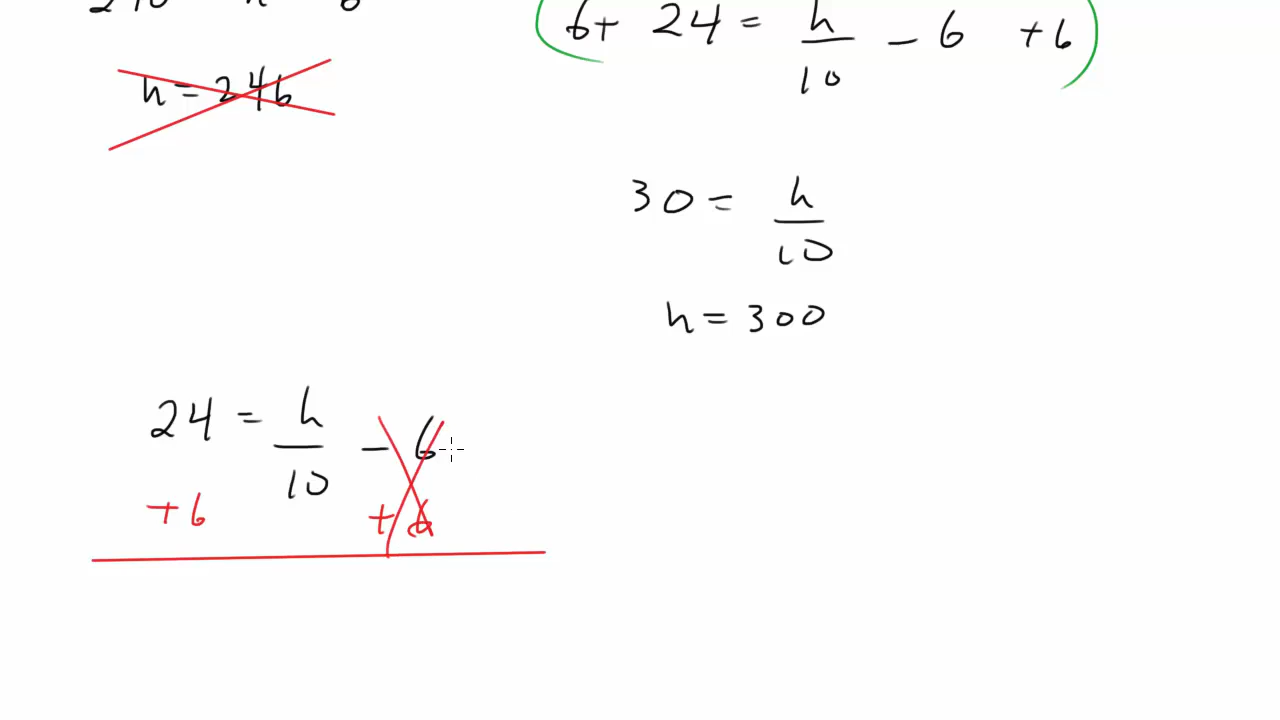 h = 246
6 + 24 = h/10 - 6 + 6
30 = h/10
h = 300
24 = h/10 - 6
+ 6 + 6